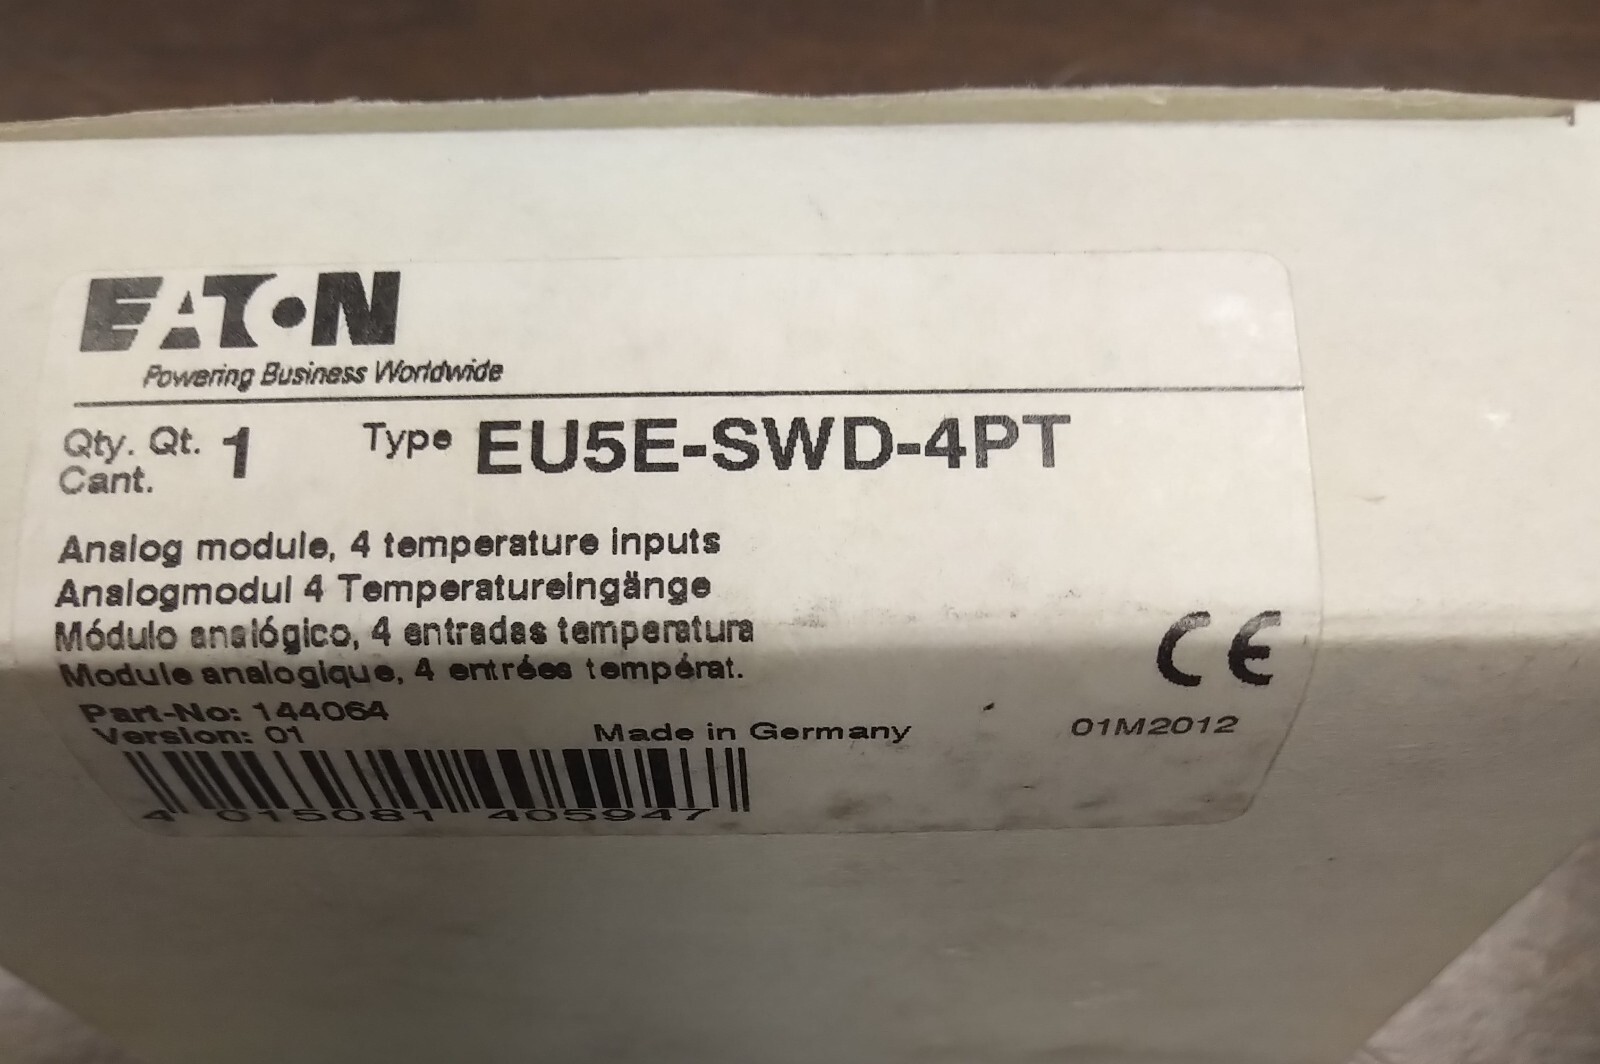 EATON
Powering Business Worldwide
Qty. Qt. 1 Type EU5E-SWD-4PT
Cant.
Analog module, 4 temperature inputs
Analogmodul 4 Temperatureingänge
Módulo analógico, 4 entradas temperatura
Module analogique, 4 entrées températ.
CE
Part-No: 144064
Version: 01 Made in Germany 01M2012
4 015081 405947